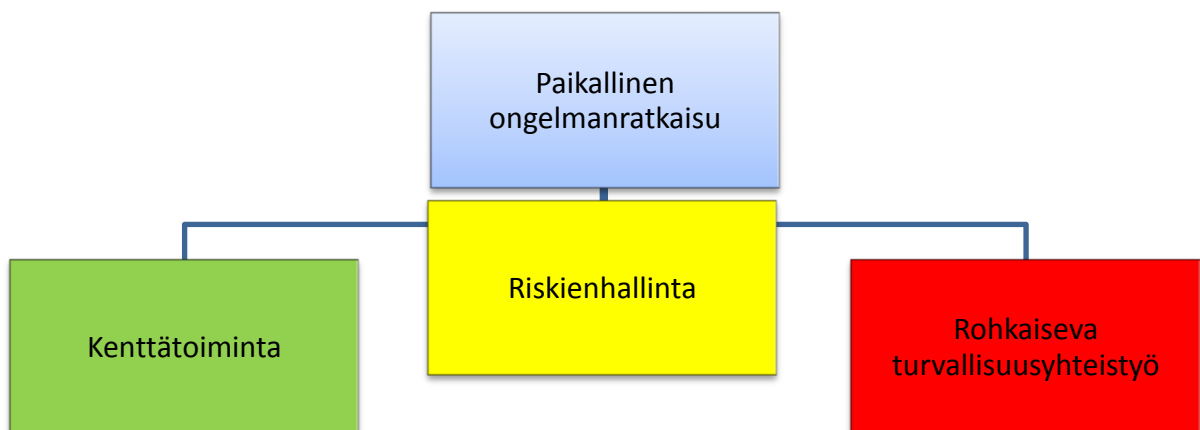 Paikallinen
ongelmanratkaisu
Riskienhallinta
Kenttätoiminta
Rohkaiseva
turvallisuusyhteistyö